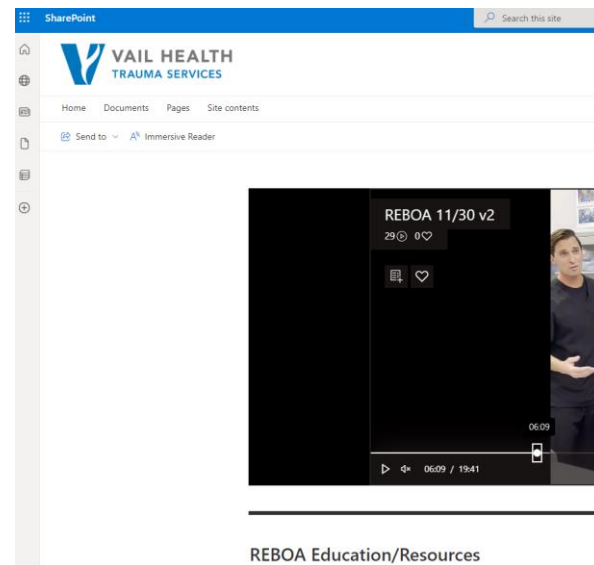 SharePoint
Search this site
VAIL HEALTH
TRAUMA SERVICES
Home Documents Pages Site contents
Send to Immersive Reader
REBOA 11/30 v2
29 0
06:09
06:09 / 19:41
REBOA Education/Resources